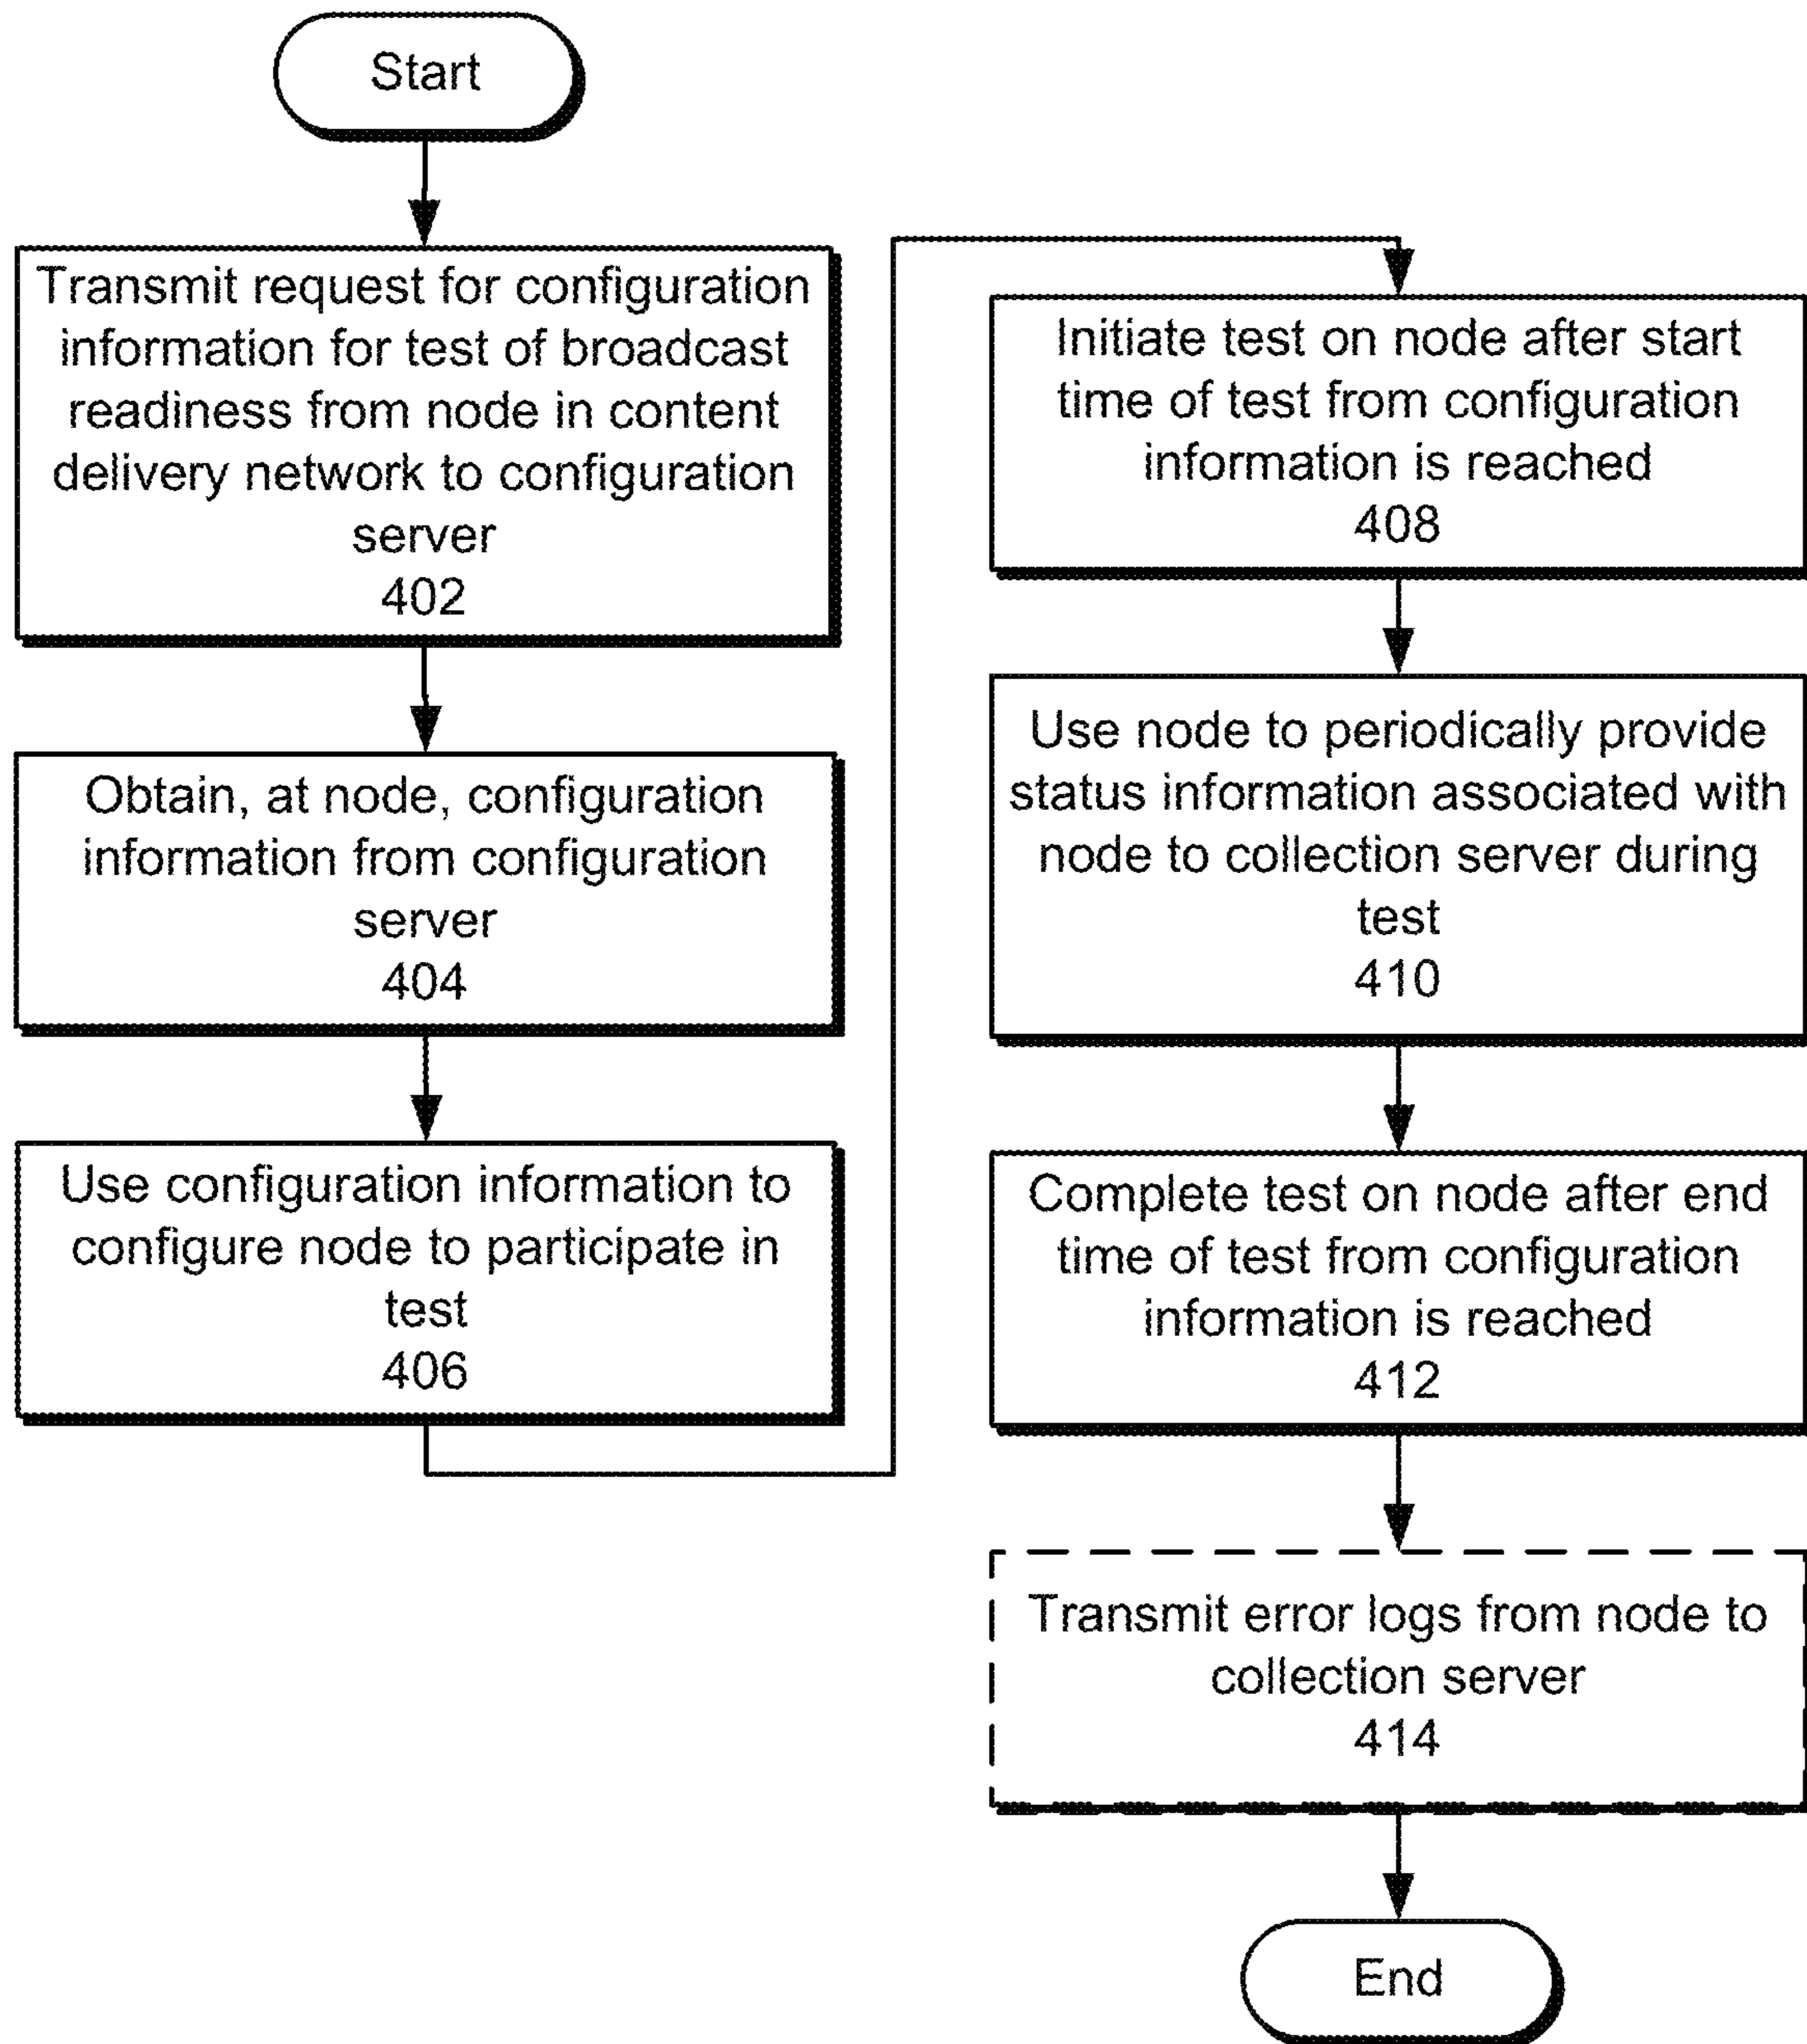 Start
Transmit request for configuration
information for test of broadcast
readiness from node in content
delivery network to configuration
server
402
Obtain, at node, configuration
information from configuration
server
404
Use configuration information to
configure node to participate in
test
406
Initiate test on node after start
time of test from configuration
information is reached
408
Use node to periodically provide
status information associated with
node to collection server during
test
410
Complete test on node after end
time of test from configuration
information is reached
412
Transmit error logs from node to
collection server
414
End